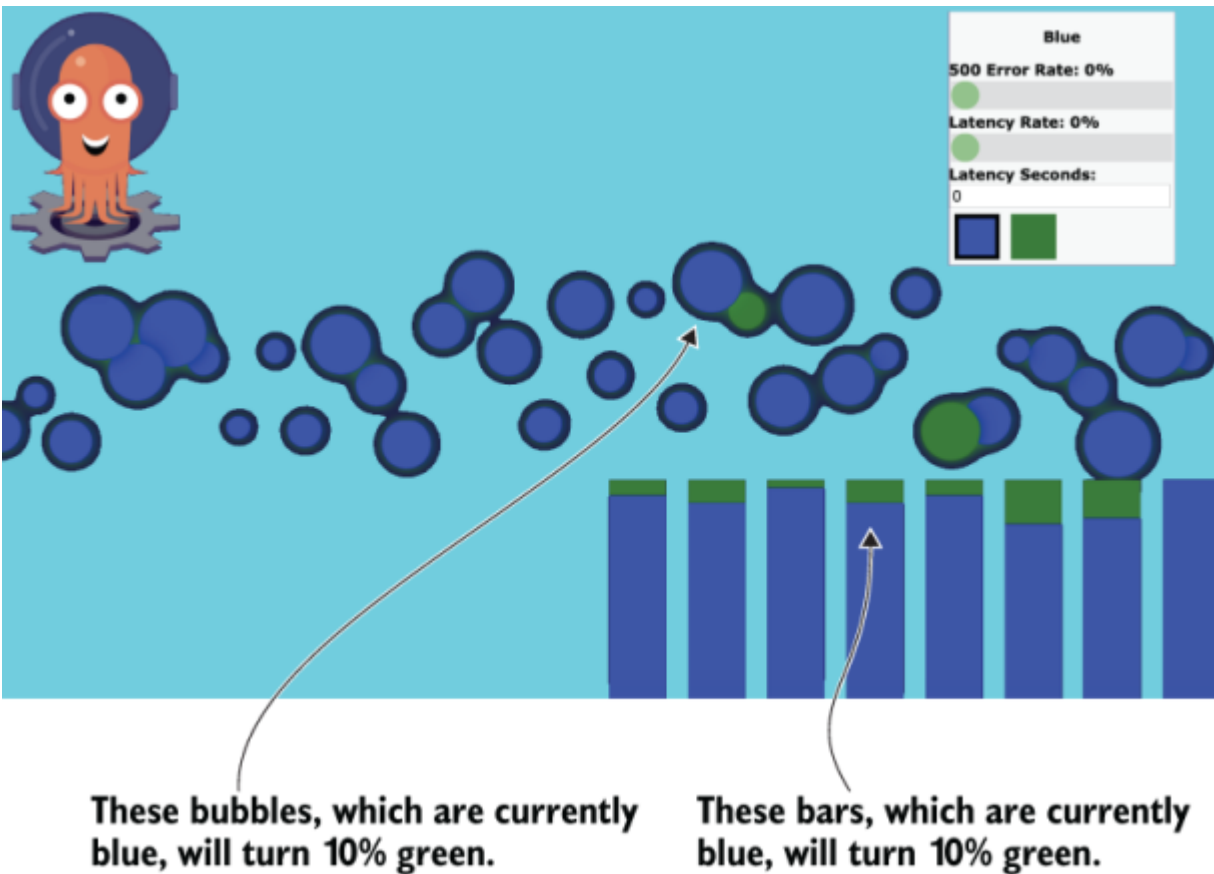 Blue
500 Error Rate: 0%
Latency Rate: 0%
Latency Seconds:
0
These bubbles, which are currently
blue, will turn 10% green.
These bars, which are currently
blue, will turn 10% green.